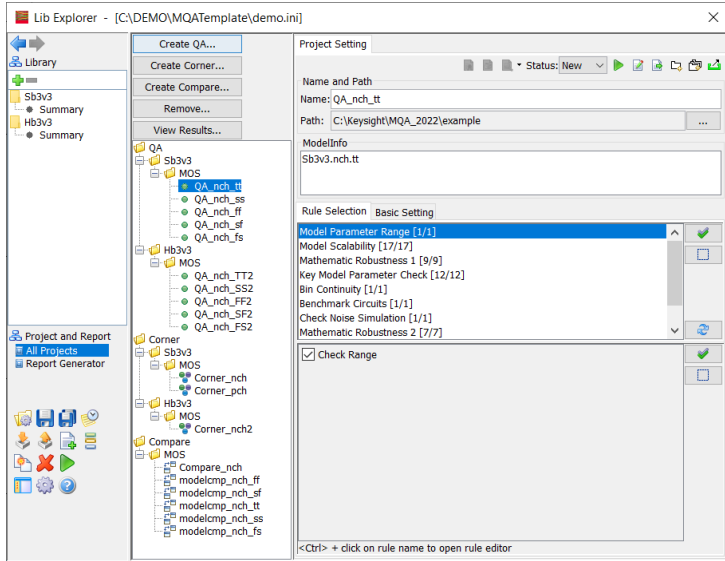 Lib Explorer - [C:\DEMO\MQATemplate\demo.ini]
Library
Sb3v3
Summary
Hb3v3
Summary
Project and Report
All Projects
Report Generator
Create QA...
Create Corner...
Create Compare...
Remove...
View Results...
QA
Sb3v3
MOS
QA_nch_tt
QA_nch_ss
QA_nch_ff
QA_nch_sf
QA_nch_fs
Hb3v3
MOS
QA_nch_TT2
QA_nch_SS2
QA_nch_FF2
QA_nch_SF2
QA_nch_FS2
Corner
Sb3v3
MOS
Corner_nch
Corner_pch
Hb3v3
MOS
Corner_nch2
Compare
MOS
Compare_nch
modelcmp_nch_ff
modelcmp_nch_sf
modelcmp_nch_tt
modelcmp_nch_ss
modelcmp_nch_fs
Project Setting
Status: New
Name and Path
Name: QA_nch_tt
Path: C:\Keysight\MQA_2022\example ...
ModelInfo
Sb3v3.nch.tt
Rule Selection Basic Setting
Model Parameter Range [1/1]
Model Scalability [17/17]
Mathematic Robustness 1 [9/9]
Key Model Parameter Check [12/12]
Bin Continuity [1/1]
Benchmark Circuits [1/1]
Check Noise Simulation [1/1]
Mathematic Robustness 2 [7/7]
Check Range
<Ctrl> + click on rule name to open rule editor